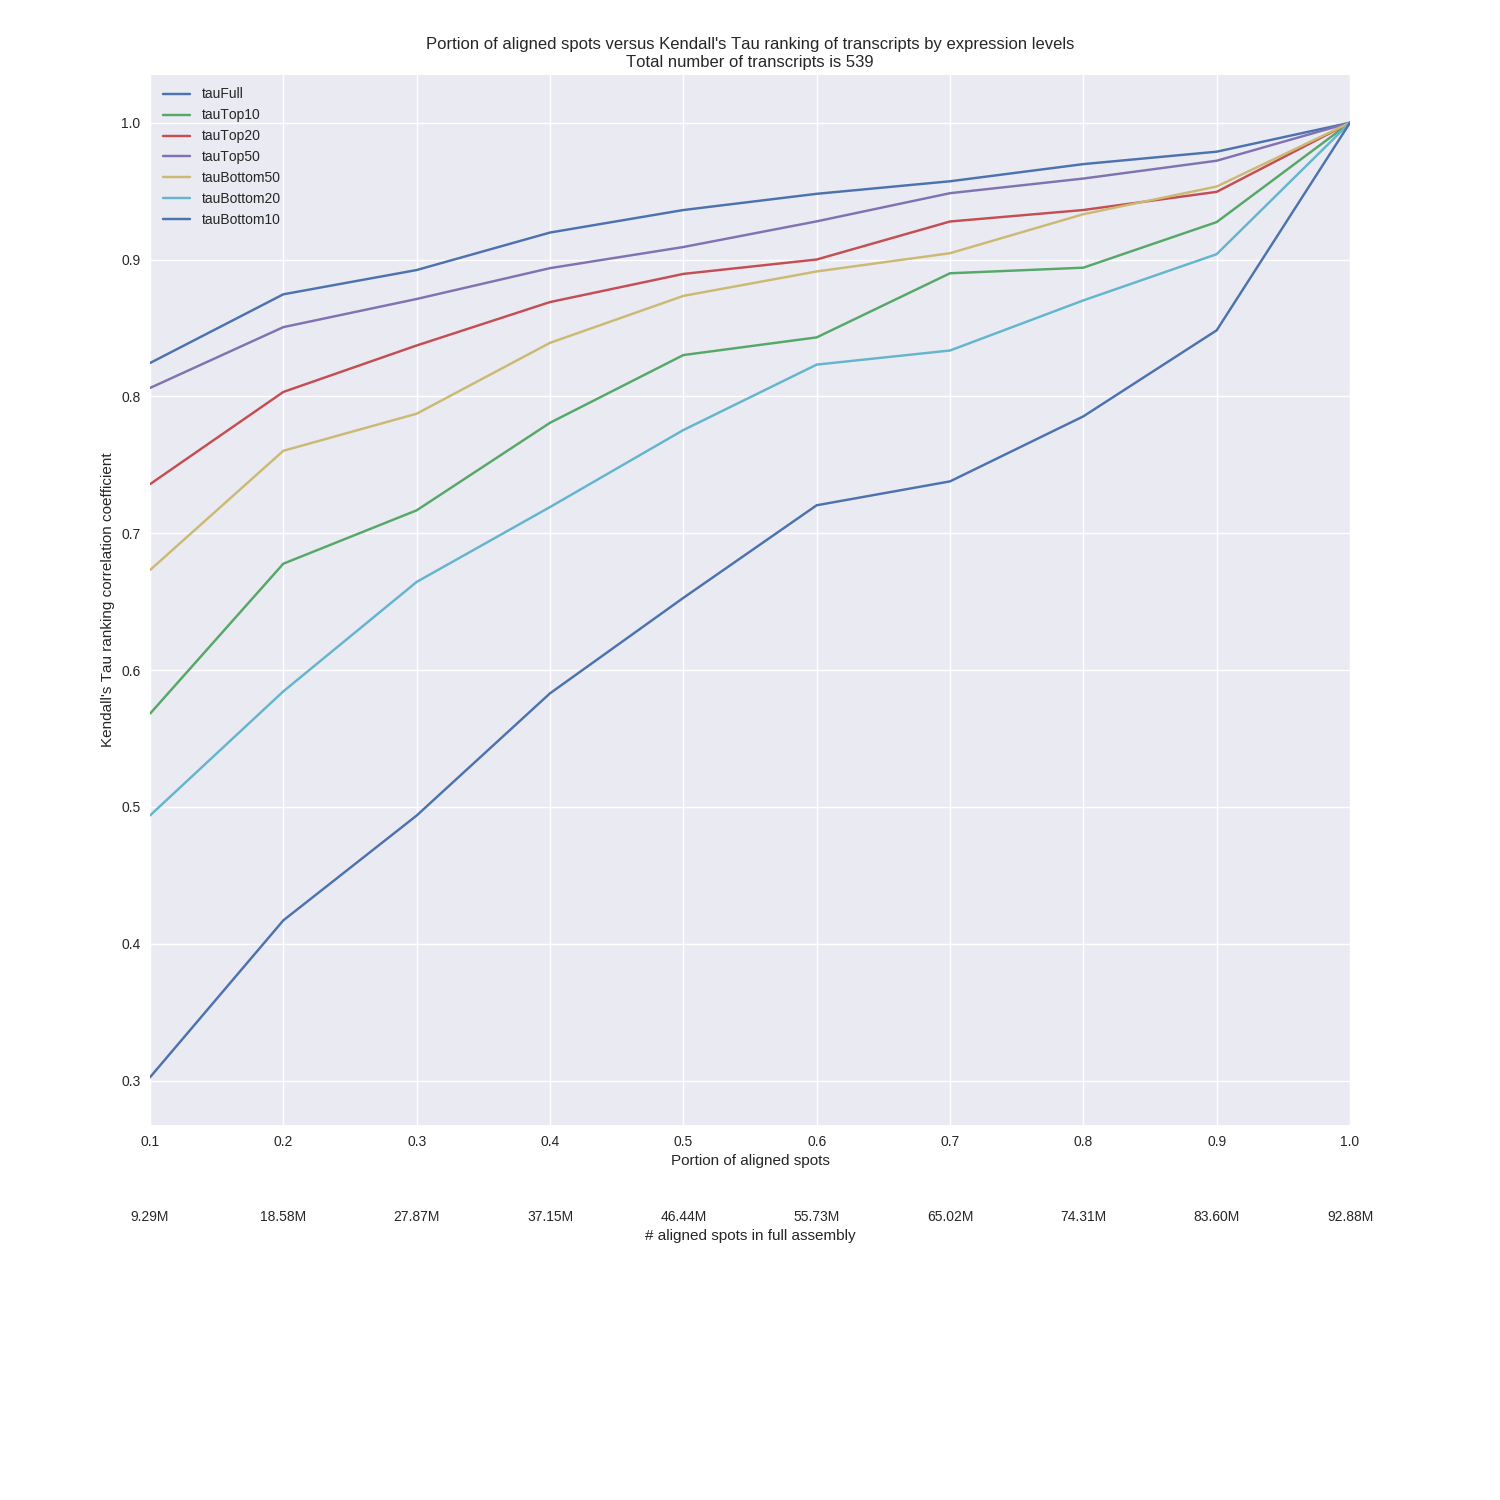 Portion of aligned spots versus Kendall's Tau ranking of transcripts by expression levels
Total number of transcripts is 539
tauFull
tauTop10
tauTop20
tauTop50
tauBottom50
tauBottom20
tauBottom10
1.0
0.9
0.8
0.7
0.6
0.5
0.4
0.3
Kendall's Tau ranking correlation coefficient
0.1 0.2 0.3 0.4 0.5 0.6 0.7 0.8 0.9 1.0
Portion of aligned spots
9.29M 18.58M 27.87M 37.15M 46.44M 55.73M 65.02M 74.31M 83.60M 92.88M
# aligned spots in full assembly